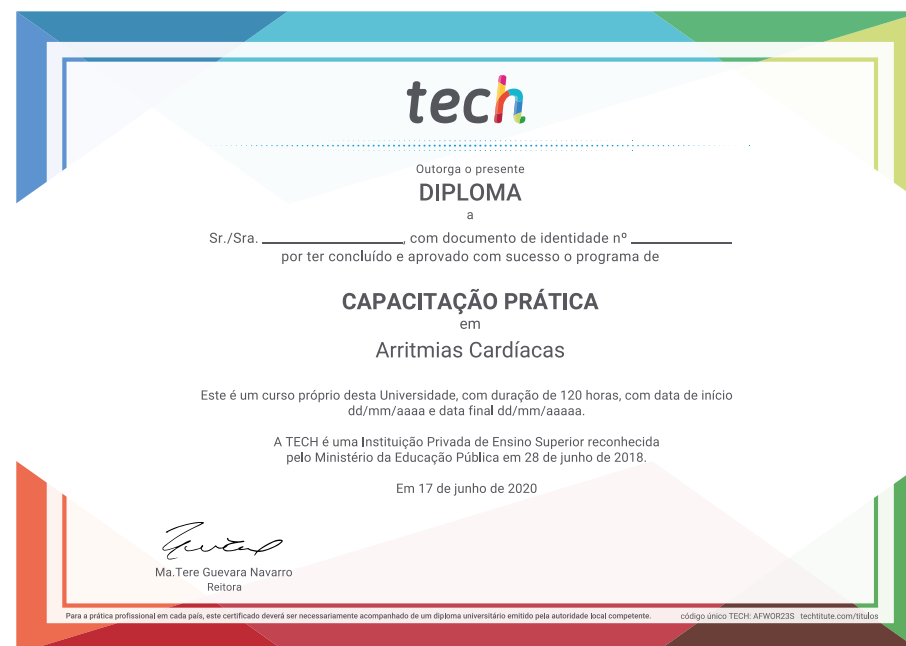 tech
Outorga o presente
DIPLOMA
a
Sr./Sra. ____________________, com documento de identidade nº ______________
por ter concluído e aprovado com sucesso o programa de
CAPACITAÇÃO PRÁTICA
em
Arritmias Cardíacas
Este é um curso próprio desta Universidade, com duração de 120 horas, com data de início
dd/mm/aaaa e data final dd/mm/aaaaa.
A TECH é uma Instituição Privada de Ensino Superior reconhecida
pelo Ministério da Educação Pública em 28 de junho de 2018.
Em 17 de junho de 2020
Ma.Tere Guevara Navarro
Reitora
Para a prática profissional em cada país, este certificado deverá ser necessariamente acompanhado de um diploma universitário emitido pela autoridade local competente. código único TECH: AFWOR23S techtitute.com/titulos